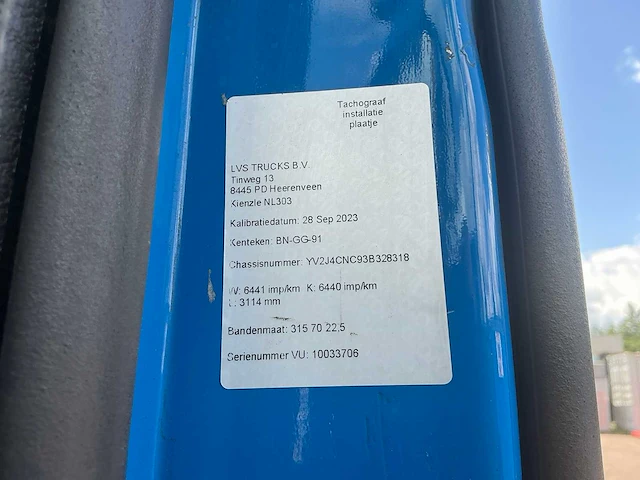 Tachograaf
installatie
plaatje
LVS TRUCKS B.V.
Tinweg 13
8445 PD Heerenveen
Kienzle NL303
Kalibratiedatum: 28 Sep 2023
Kenteken: BN-GG-91
Chassisnummer: YV2J4CNC93B328318
W: 6441 imp/km K: 6440 imp/km
L: 3114 mm
Bandenmaat: 315 70 22,5
Serienummer VU: 10033706